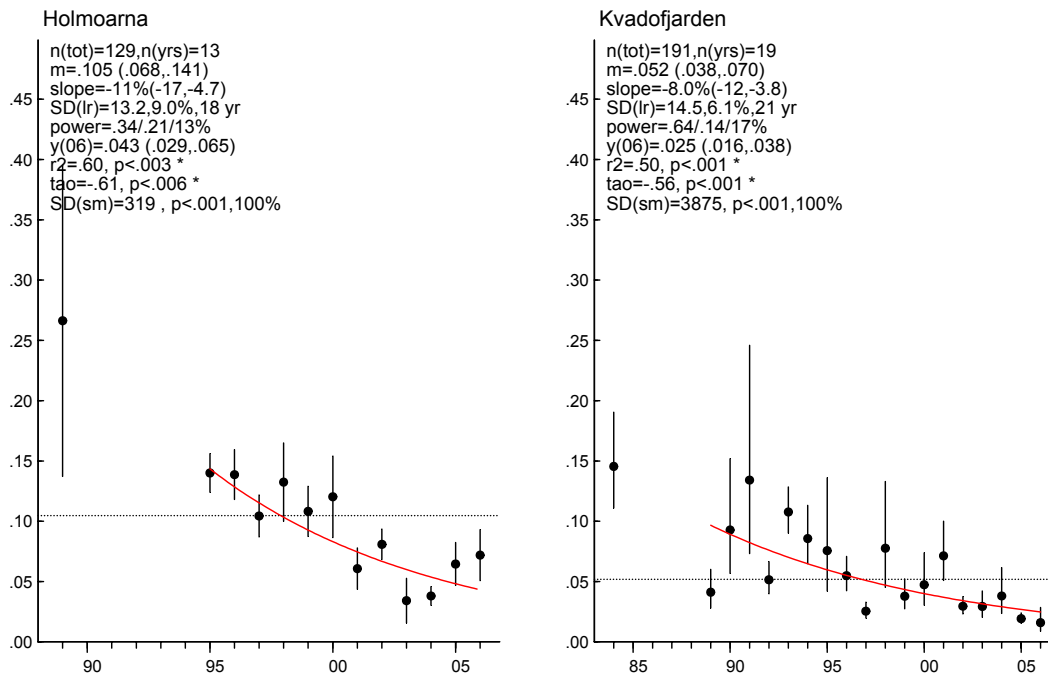 Holmoarna
n(tot)=129,n(yrs)=13
m=.105 (.068,.141)
slope=-11%(-17,-4.7)
SD(lr)=13.2,9.0%,18 yr
power=.34/.21/13%
y(06)=.043 (.029,.065)
r2=.60, p<.003 *
tao=-.61, p<.006 *
SD(sm)=319 , p<.001,100%
.45
.40
.35
.30
.25
.20
.15
.10
.05
.00
90 95 00 05
Kvadofjarden
n(tot)=191,n(yrs)=19
m=.052 (.038,.070)
slope=-8.0%(-12,-3.8)
SD(lr)=14.5,6.1%,21 yr
power=.64/.14/17%
y(06)=.025 (.016,.038)
r2=.50, p<.001 *
tao=-.56, p<.001 *
SD(sm)=3875, p<.001,100%
.45
.40
.35
.30
.25
.20
.15
.10
.05
.00
85 90 95 00 05